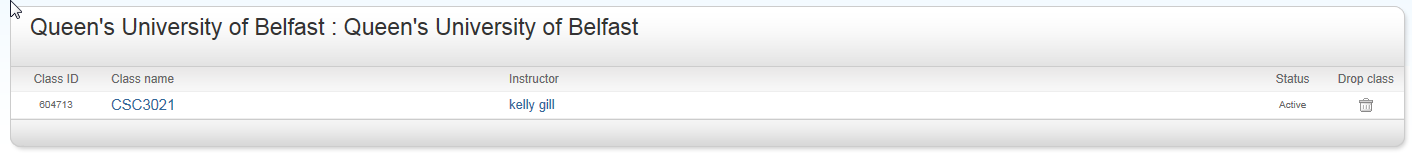 Queen's University of Belfast : Queen's University of Belfast
Class ID Class name Instructor Status Drop class
604713 CSC3021 kelly gill Active